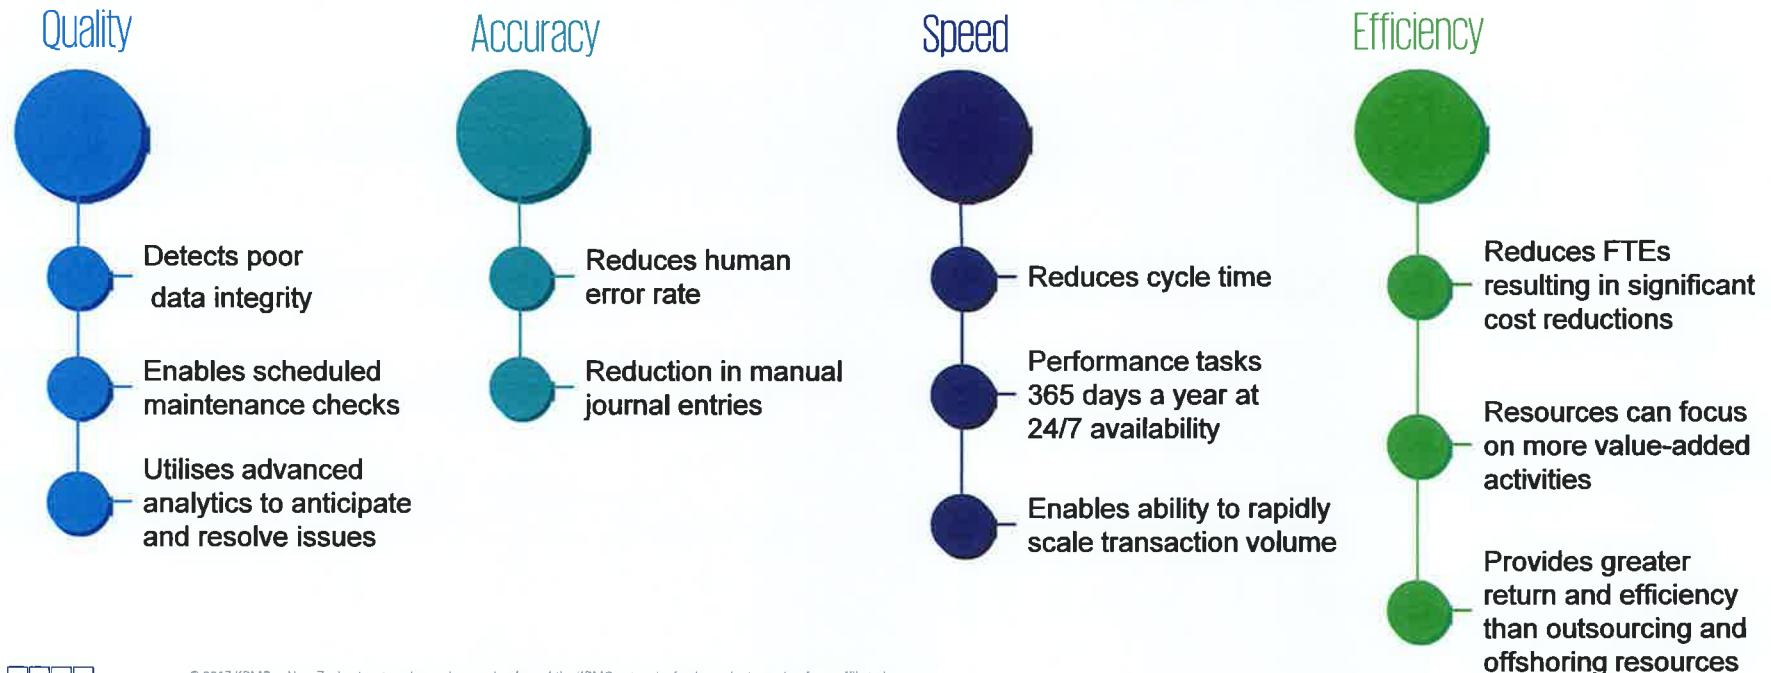 Quality
Detects poor
data integrity
Enables scheduled
maintenance checks
Utilises advanced
analytics to anticipate
and resolve issues
Accuracy
Reduces human
error rate
Reduction in manual
journal entries
Speed
Reduces cycle time
Performance tasks
365 days a year at
24/7 availability
Enables ability to rapidly
scale transaction volume
Efficiency
Reduces FTEs
resulting in significant
cost reductions
Resources can focus
on more value-added
activities
Provides greater
return and efficiency
than outsourcing and
offshoring resources